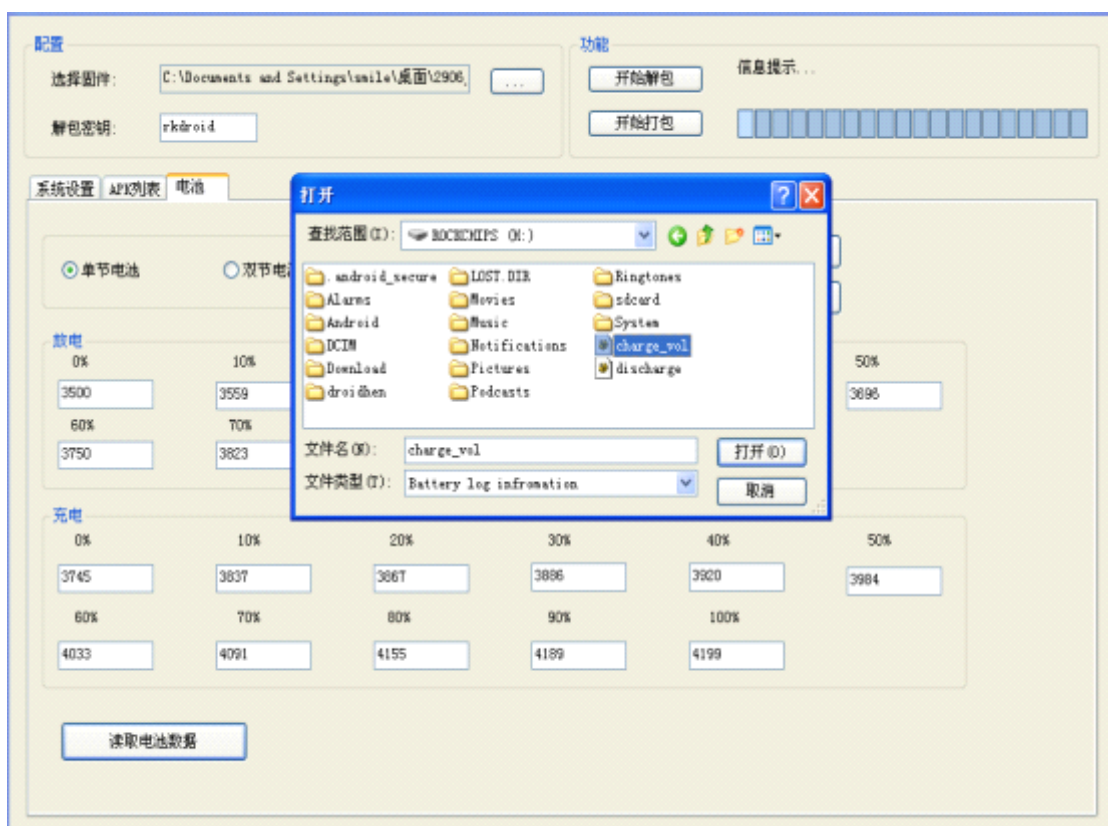 配置
选择固件: C:\Documents and Settings\smile\桌面\2906_ ...
解包密钥: rkdroid
功能
开始解包 信息提示...
开始打包
系统设置 APK列表 电池
单节电池 双节电
打开
查找范围(I): ROCKCHIPS (H:)
.android_secure LOST.DIR Ringtones
Alarms Movies sdcard
Android Music System
DCIM Notifications charge_vol
Download Pictures discharge
droidhen Podcasts
文件名(N): charge_vol 打开(O)
文件类型(T): Battery log infromation 取消
放电
0% 10% 50%
3500 3559 3696
60% 70%
3750 3823
充电
0% 10% 20% 30% 40% 50%
3745 3837 3867 3886 3920 3984
60% 70% 80% 90% 100%
4033 4091 4155 4189 4199
读取电池数据